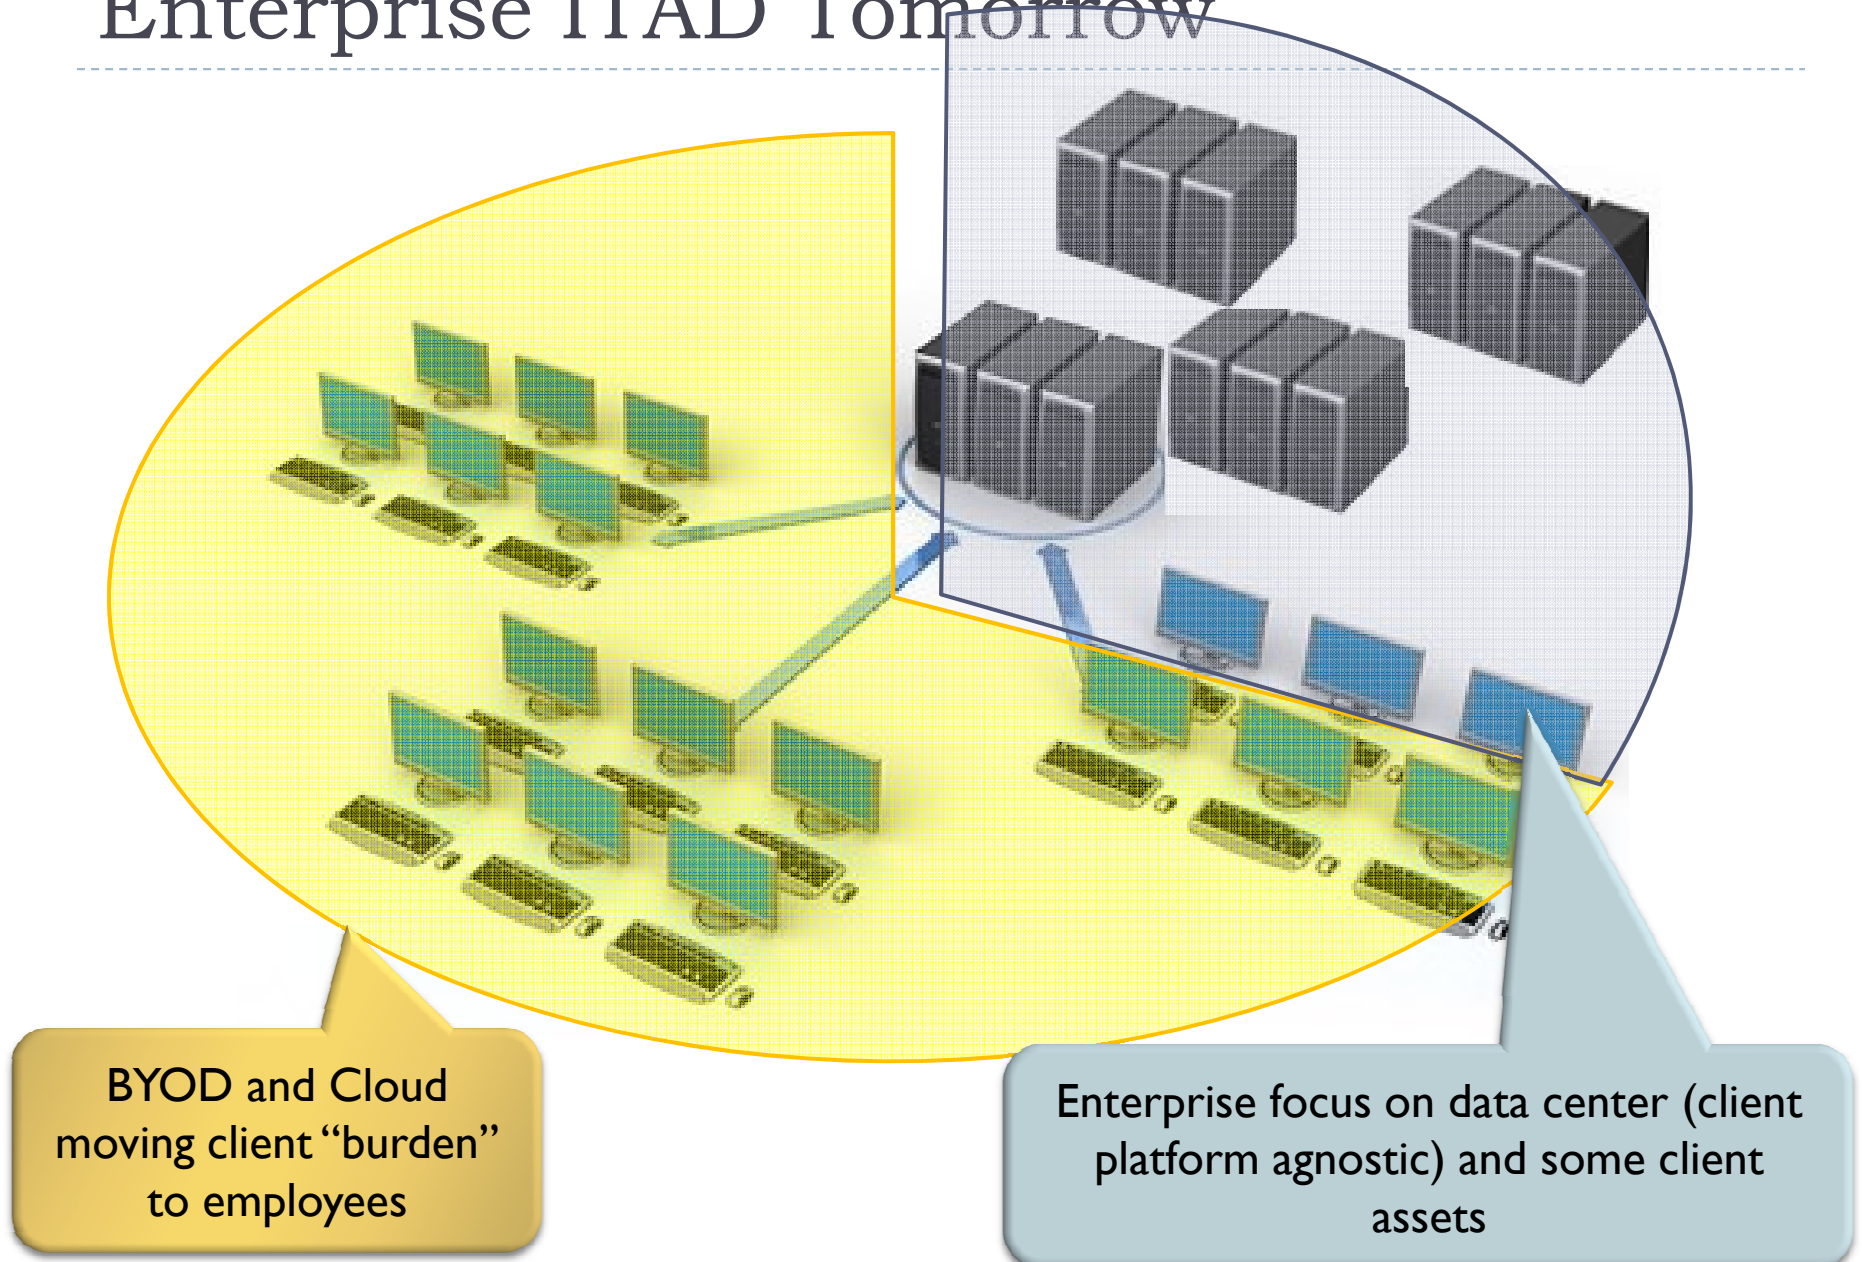 Enterprise ITAD Tomorrow
BYOD and Cloud
moving client “burden”
to employees
Enterprise focus on data center (client
platform agnostic) and some client
assets